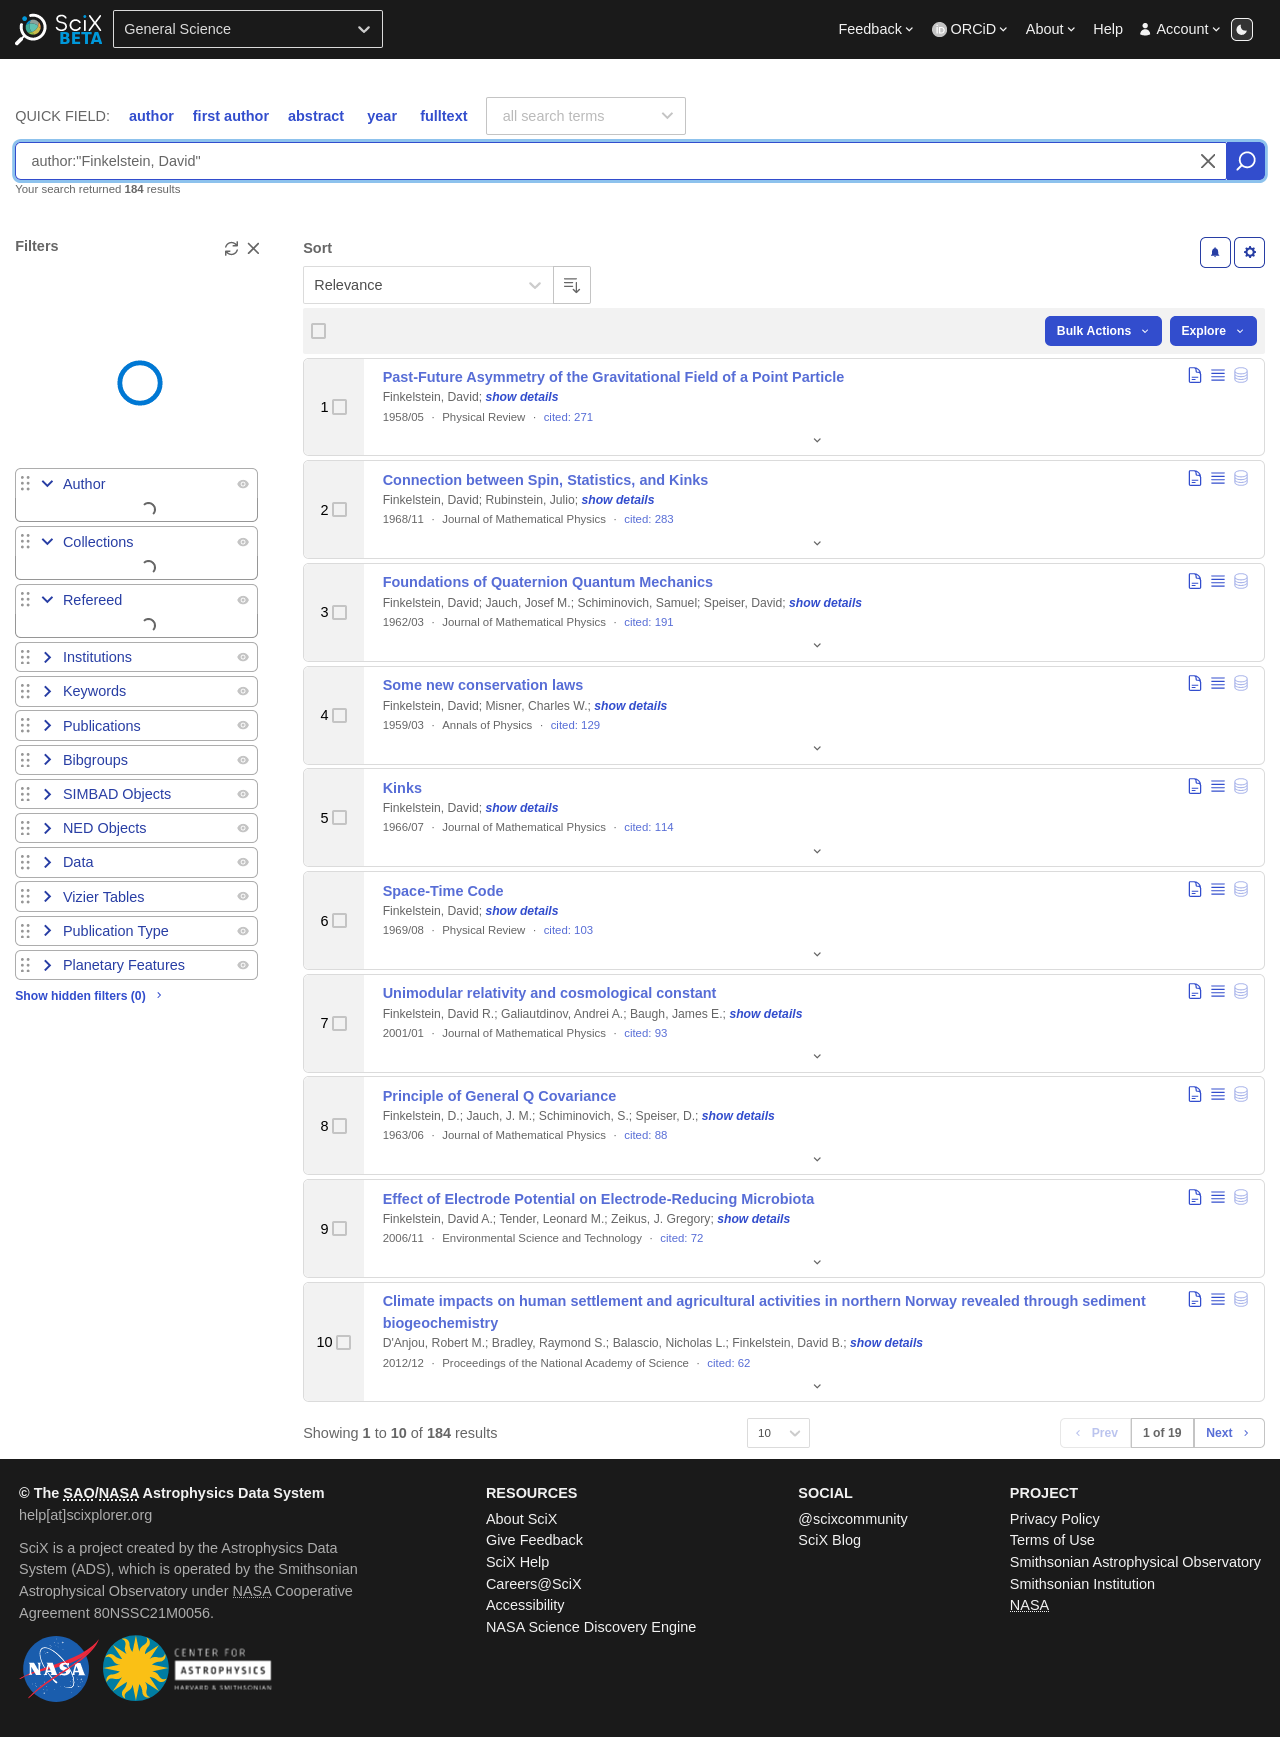 SciX
BETA
General Science
Feedback
ORCiD
About
Help
Account
QUICK FIELD: author first author abstract year fulltext all search terms
author:"Finkelstein, David"
Your search returned 184 results
Filters
Author
Collections
Refereed
Institutions
Keywords
Publications
Bibgroups
SIMBAD Objects
NED Objects
Data
Vizier Tables
Publication Type
Planetary Features
Show hidden filters (0)
Sort
Relevance
Bulk Actions
Explore
1
Past-Future Asymmetry of the Gravitational Field of a Point Particle
Finkelstein, David; show details
1958/05 · Physical Review · cited: 271
2
Connection between Spin, Statistics, and Kinks
Finkelstein, David; Rubinstein, Julio; show details
1968/11 · Journal of Mathematical Physics · cited: 283
3
Foundations of Quaternion Quantum Mechanics
Finkelstein, David; Jauch, Josef M.; Schiminovich, Samuel; Speiser, David; show details
1962/03 · Journal of Mathematical Physics · cited: 191
4
Some new conservation laws
Finkelstein, David; Misner, Charles W.; show details
1959/03 · Annals of Physics · cited: 129
5
Kinks
Finkelstein, David; show details
1966/07 · Journal of Mathematical Physics · cited: 114
6
Space-Time Code
Finkelstein, David; show details
1969/08 · Physical Review · cited: 103
7
Unimodular relativity and cosmological constant
Finkelstein, David R.; Galiautdinov, Andrei A.; Baugh, James E.; show details
2001/01 · Journal of Mathematical Physics · cited: 93
8
Principle of General Q Covariance
Finkelstein, D.; Jauch, J. M.; Schiminovich, S.; Speiser, D.; show details
1963/06 · Journal of Mathematical Physics · cited: 88
9
Effect of Electrode Potential on Electrode-Reducing Microbiota
Finkelstein, David A.; Tender, Leonard M.; Zeikus, J. Gregory; show details
2006/11 · Environmental Science and Technology · cited: 72
10
Climate impacts on human settlement and agricultural activities in northern Norway revealed through sediment
biogeochemistry
D'Anjou, Robert M.; Bradley, Raymond S.; Balascio, Nicholas L.; Finkelstein, David B.; show details
2012/12 · Proceedings of the National Academy of Science · cited: 62
Showing 1 to 10 of 184 results
10
Prev
1 of 19
Next
© The SAO/NASA Astrophysics Data System
help[at]scixplorer.org
SciX is a project created by the Astrophysics Data
System (ADS), which is operated by the Smithsonian
Astrophysical Observatory under NASA Cooperative
Agreement 80NSSC21M0056.
NASA
CENTER FOR
ASTROPHYSICS
HARVARD & SMITHSONIAN
RESOURCES
About SciX
Give Feedback
SciX Help
Careers@SciX
Accessibility
NASA Science Discovery Engine
SOCIAL
@scixcommunity
SciX Blog
PROJECT
Privacy Policy
Terms of Use
Smithsonian Astrophysical Observatory
Smithsonian Institution
NASA